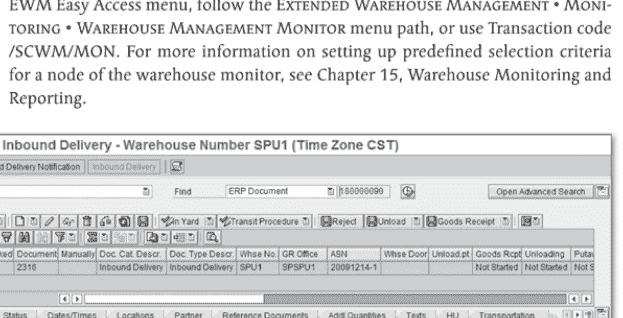 EWM Easy Access menu, follow the EXTENDED WAREHOUSE MANAGEMENT • MONI-
TORING • WAREHOUSE MANAGEMENT MONITOR menu path, or use Transaction code
/SCWM/MON. For more information on setting up predefined selection criteria
for a node of the warehouse monitor, see Chapter 15, Warehouse Monitoring and
Reporting.
Inbound Delivery - Warehouse Number SPU1 (Time Zone CST)
d Delivery Notification Inbound Delivery
Find ERP Document 180000090 Open Advanced Search
In Yard Transit Procedure Reject Unload Goods Receipt
ked Document Manually Doc. Cat. Descr. Doc. Type Descr. Whse No. GR Office ASN Whse Door Unload.pt Goods Rcpt Unloading Puta
2316 Inbound Delivery Inbound Delivery SPU1 SPSPU1 20091214-1 Not Started Not Started Not S
Status Dates/Times Locations Partner Reference Documents Addl Quantities Texts HU Transportation